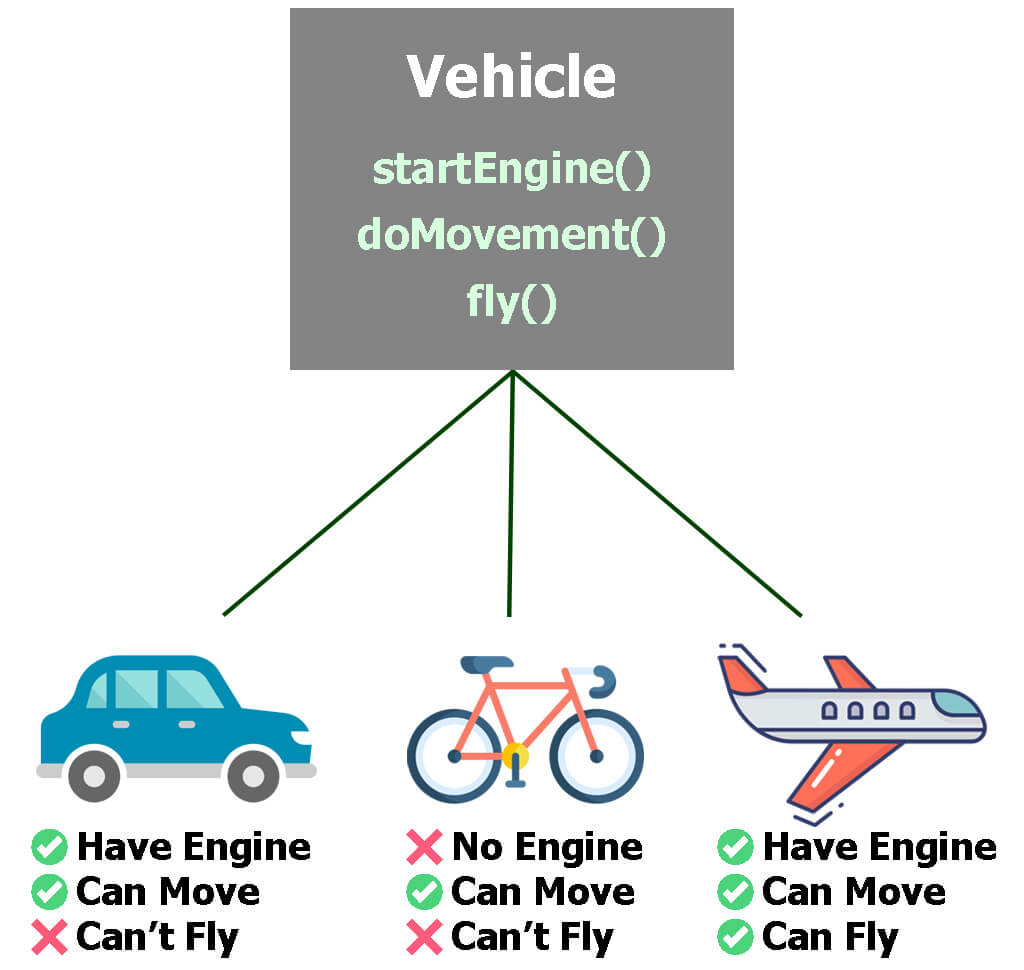 Vehicle
startEngine()
doMovement()
fly()
Have Engine
Can Move
Can’t Fly
No Engine
Can Move
Can’t Fly
Have Engine
Can Move
Can Fly